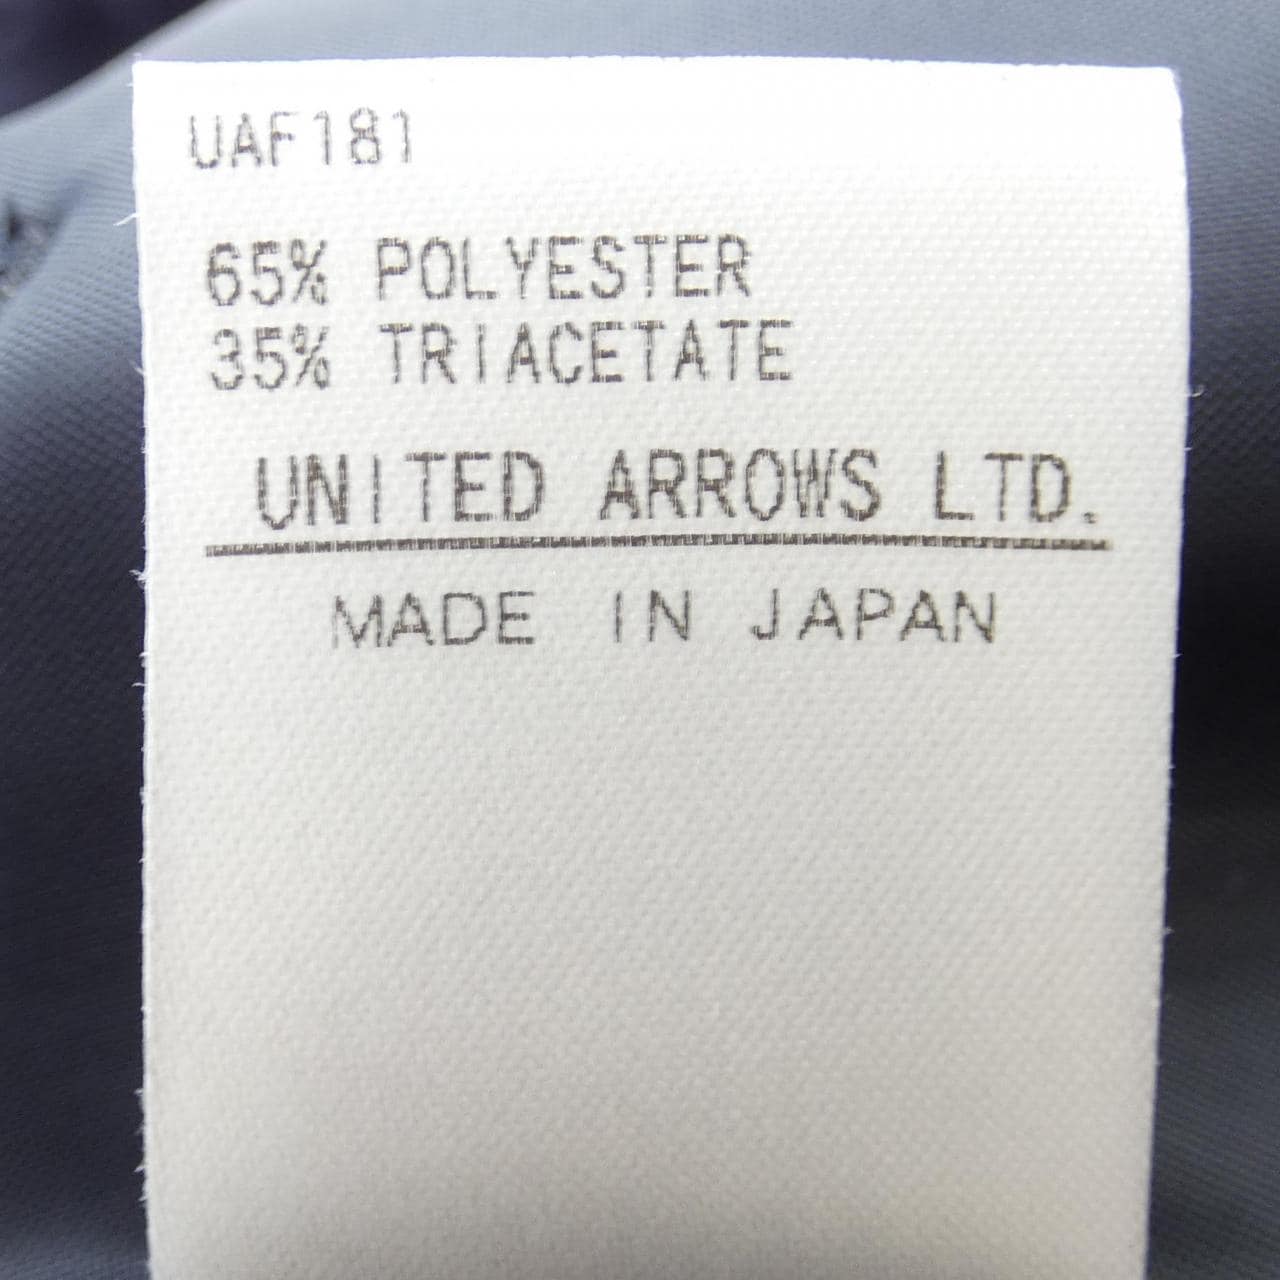 UAF181
65% POLYESTER
35% TRIACETATE
UNITED ARROWS LTD.
MADE IN JAPAN